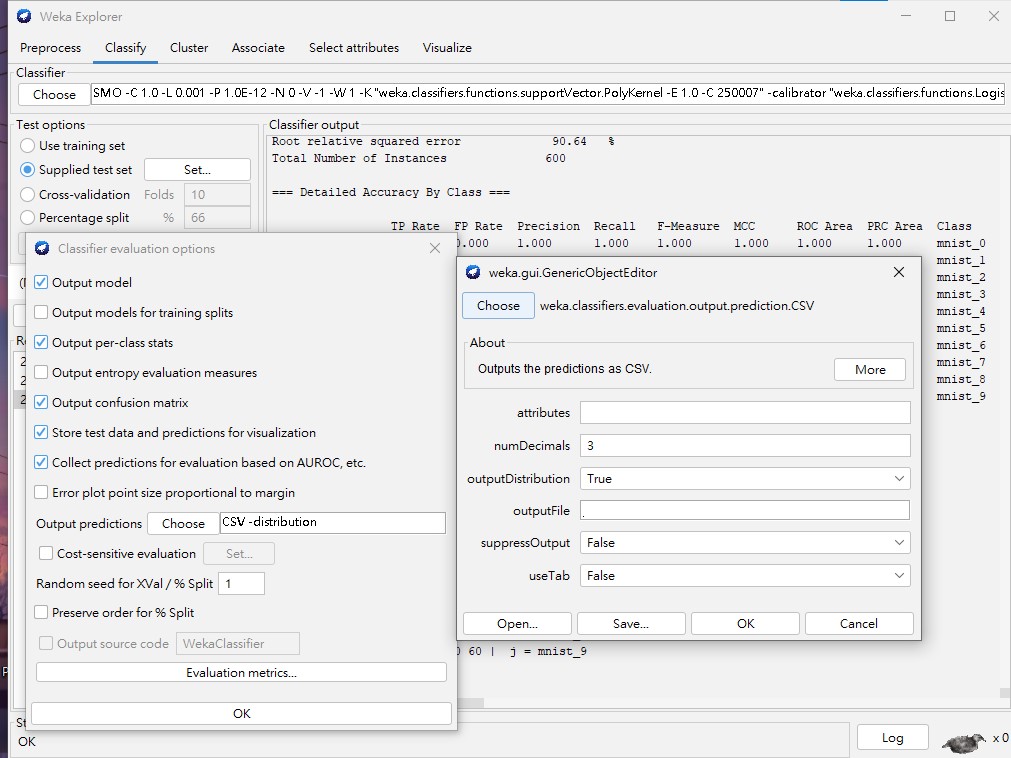 Weka Explorer
Preprocess Classify Cluster Associate Select attributes Visualize
Classifier
Choose SMO -C 1.0 -L 0.001 -P 1.0E-12 -N 0 -V -1 -W 1 -K "weka.classifiers.functions.supportVector.PolyKernel -E 1.0 -C 250007" -calibrator "weka.classifiers.functions.Logis
Test options
Use training set
Supplied test set Set...
Cross-validation Folds 10
Percentage split % 66
Classifier output
Root relative squared error 90.64 %
Total Number of Instances 600
=== Detailed Accuracy By Class ===
TP Rate FP Rate Precision Recall F-Measure MCC ROC Area PRC Area Class
0.000 1.000 1.000 1.000 1.000 1.000 1.000 mnist_0
mnist_1
mnist_2
mnist_3
mnist_4
mnist_5
mnist_6
mnist_7
mnist_8
mnist_9
0 60 | j = mnist_9
Classifier evaluation options
Output model
Output models for training splits
Output per-class stats
Output entropy evaluation measures
Output confusion matrix
Store test data and predictions for visualization
Collect predictions for evaluation based on AUROC, etc.
Error plot point size proportional to margin
Output predictions Choose CSV -distribution
Cost-sensitive evaluation Set...
Random seed for XVal / % Split 1
Preserve order for % Split
Output source code WekaClassifier
Evaluation metrics...
OK
weka.gui.GenericObjectEditor
Choose weka.classifiers.evaluation.output.prediction.CSV
About
Outputs the predictions as CSV. More
attributes
numDecimals 3
outputDistribution True
outputFile .
suppressOutput False
useTab False
Open... Save... OK Cancel
St
OK
Log x 0